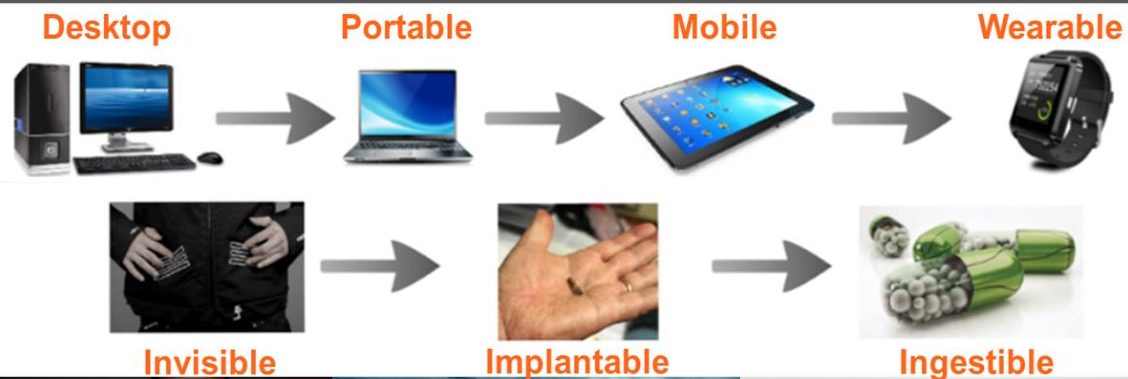 Desktop
Portable
Mobile
Wearable
Invisible
Implantable
Ingestible